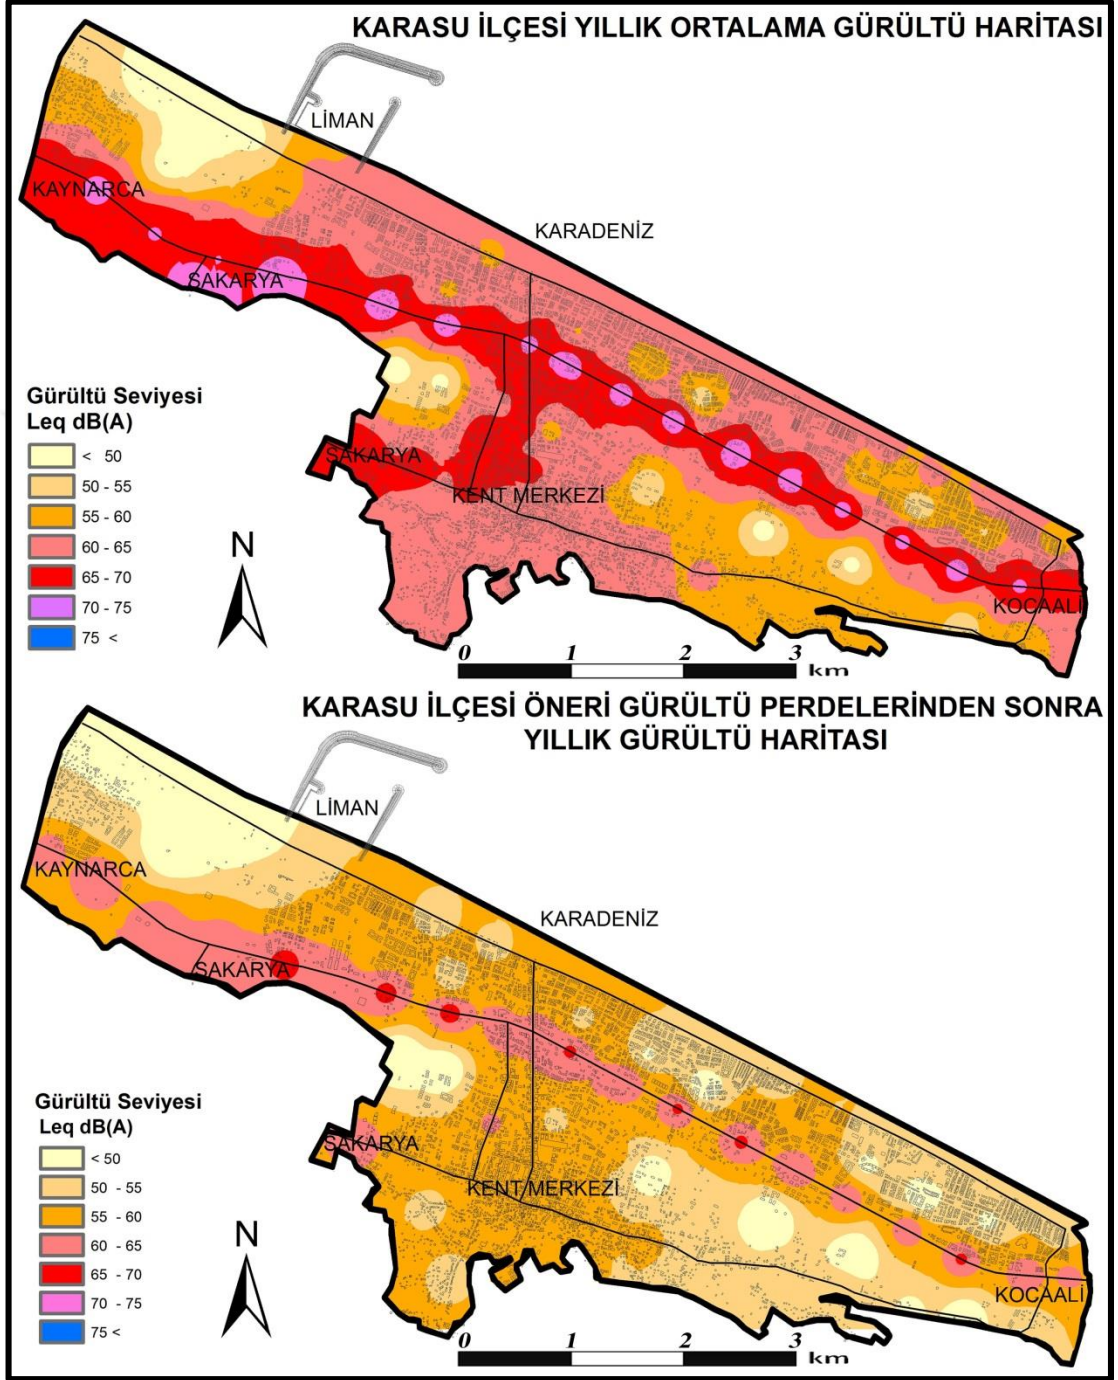 KARASU İLÇESİ YILLIK ORTALAMA GÜRÜLTÜ HARİTASI
LİMAN
KAYNARCA
KARADENİZ
SAKARYA
Gürültü Seviyesi
Leq dB(A)
< 50
50 - 55
55 - 60
60 - 65
65 - 70
70 - 75
75 <
SAKARYA
KENT MERKEZİ
N
KOCAALİ
0 1 2 3
km
KARASU İLÇESİ ÖNERİ GÜRÜLTÜ PERDELERİNDEN SONRA
YILLIK GÜRÜLTÜ HARİTASI
LİMAN
KAYNARCA
KARADENİZ
SAKARYA
Gürültü Seviyesi
Leq dB(A)
< 50
50 - 55
55 - 60
60 - 65
65 - 70
70 - 75
75 <
SAKARYA
KENT MERKEZİ
N
KOCAALİ
0 1 2 3
km